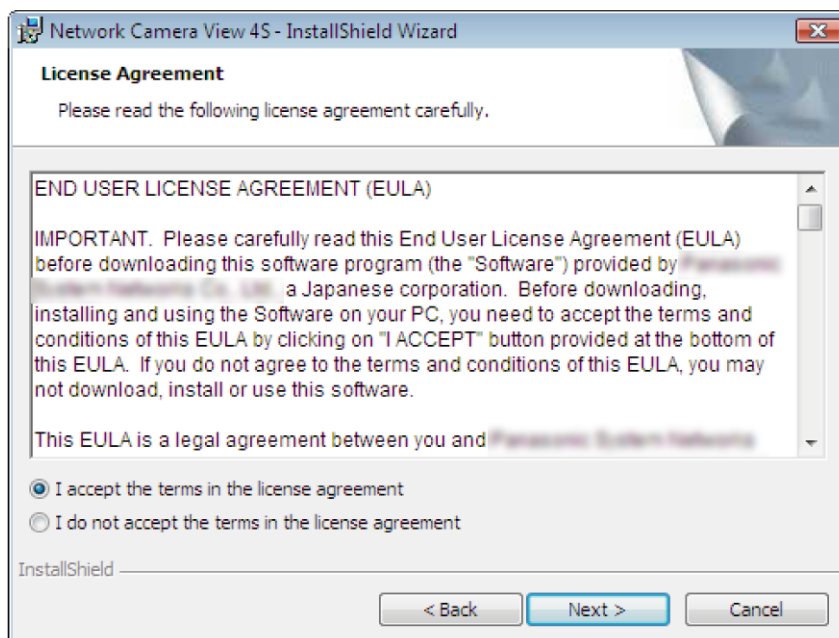 Network Camera View 4S - InstallShield Wizard
License Agreement
Please read the following license agreement carefully.
END USER LICENSE AGREEMENT (EULA)
IMPORTANT.  Please carefully read this End User License Agreement (EULA)
before downloading this software program (the "Software") provided by
a Japanese corporation.  Before downloading,
installing and using the Software on your PC, you need to accept the terms and
conditions of this EULA by clicking on "I ACCEPT" button provided at the bottom of
this EULA.  If you do not agree to the terms and conditions of this EULA, you may
not download, install or use this software.
This EULA is a legal agreement between you and
I accept the terms in the license agreement
I do not accept the terms in the license agreement
InstallShield
< Back
Next >
Cancel